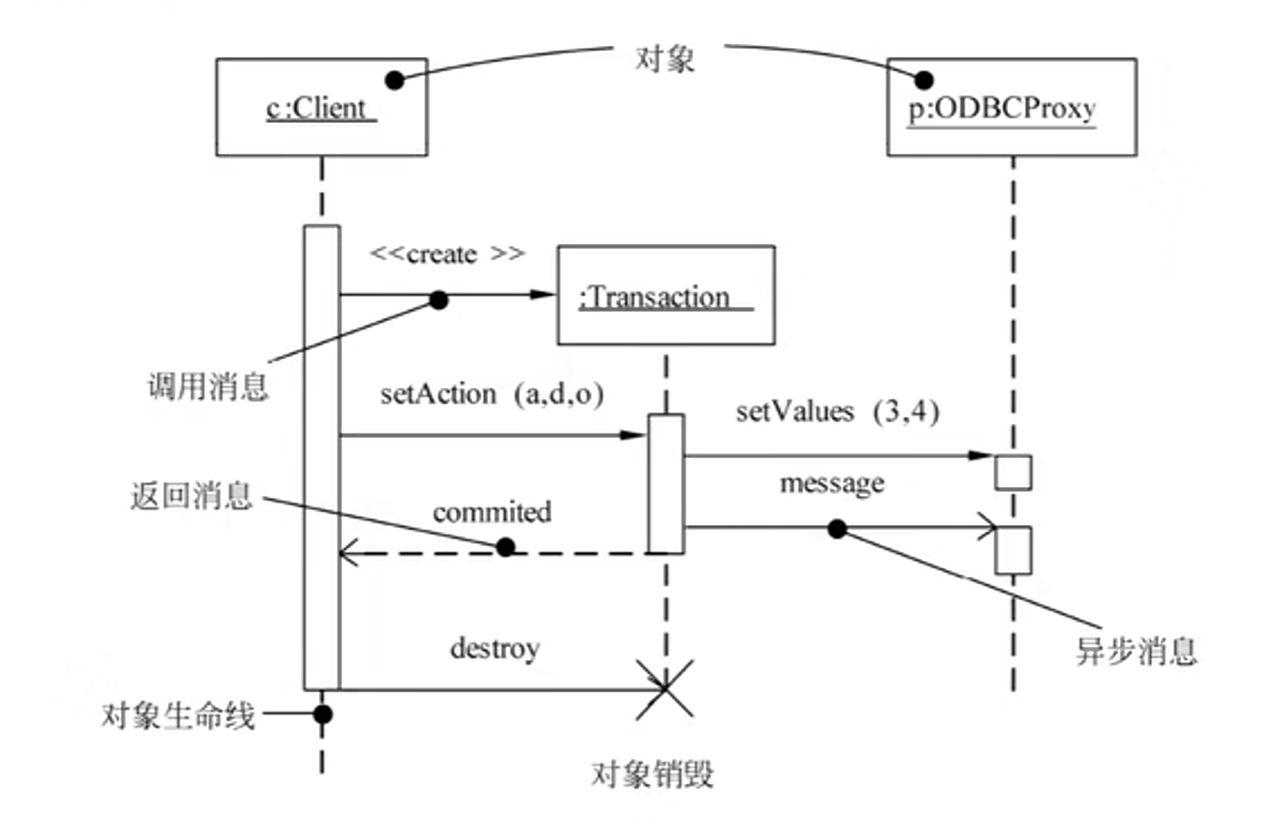 对象
c:Client
p:ODBCProxy
<<create >>
:Transaction
调用消息
setAction (a,d,o)
setValues (3,4)
返回消息
message
commited
异步消息
destroy
对象生命线
对象销毁